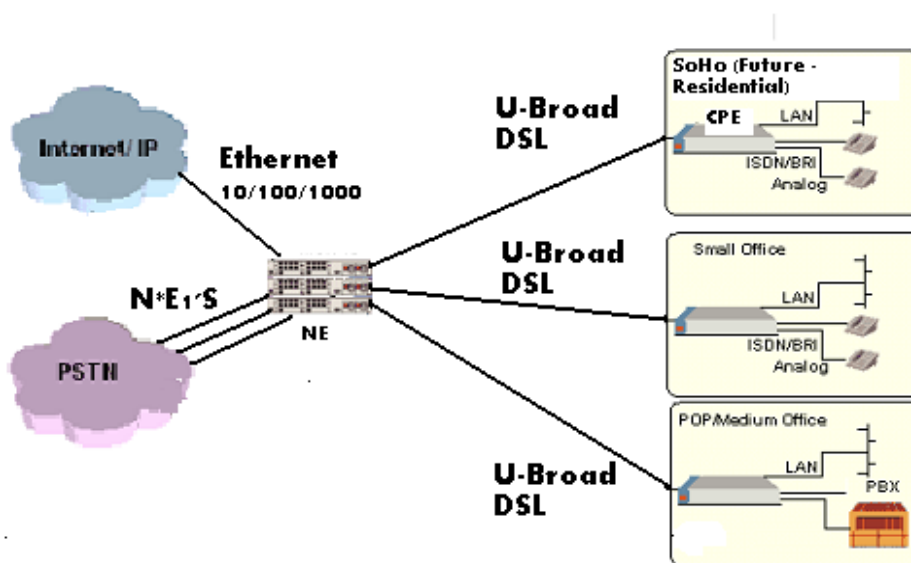 Internet/ IP
Ethernet
10/100/1000
N*E1'S
PSTN
NE
U-Broad
DSL
U-Broad
DSL
U-Broad
DSL
SoHo (Future -
Residential)
CPE
LAN
ISDN/BRI
Analog
Small Office
LAN
ISDN/BRI
Analog
POP/Medium Office
LAN
PBX